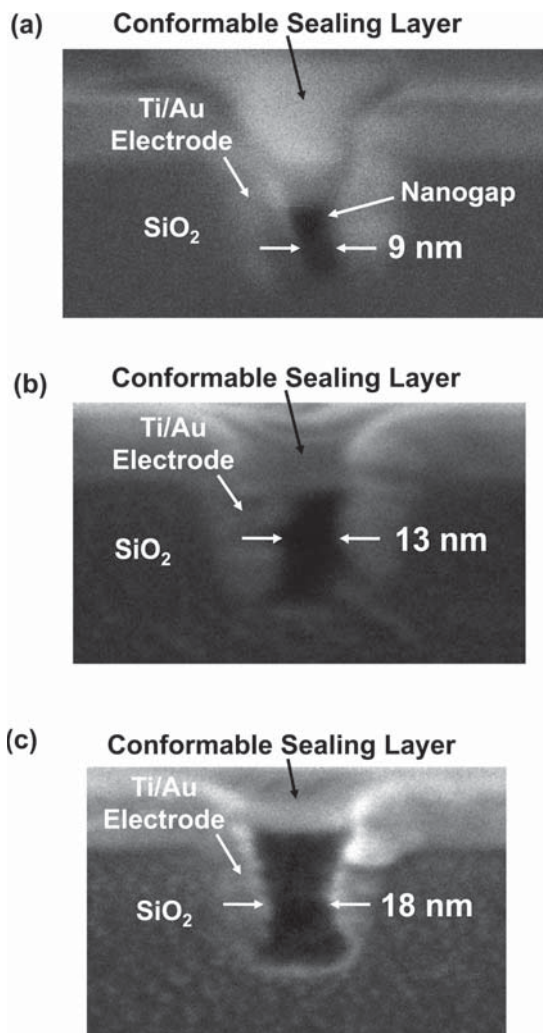 (a)
Conformable Sealing Layer
Ti/Au
Electrode
Nanogap
SiO₂
9 nm
(b)
Conformable Sealing Layer
Ti/Au
Electrode
13 nm
SiO₂
(c)
Conformable Sealing Layer
Ti/Au
Electrode
18 nm
SiO₂